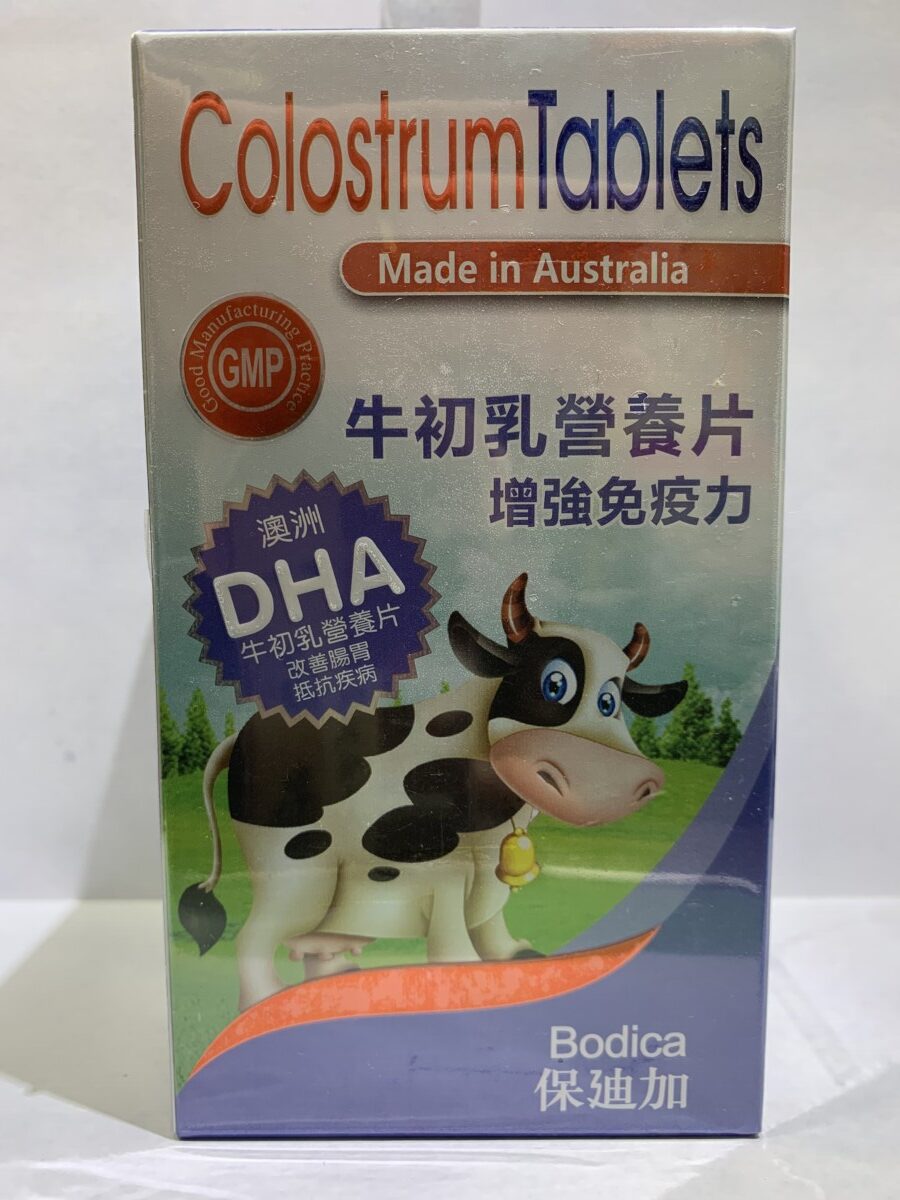 ColostrumTablets
Made in Australia
Good Manufacturing Practice
GMP
牛初乳營養片
增強免疫力
澳洲
DHA
牛初乳營養片
改善腸胃
抵抗疾病
Bodica
保廸加